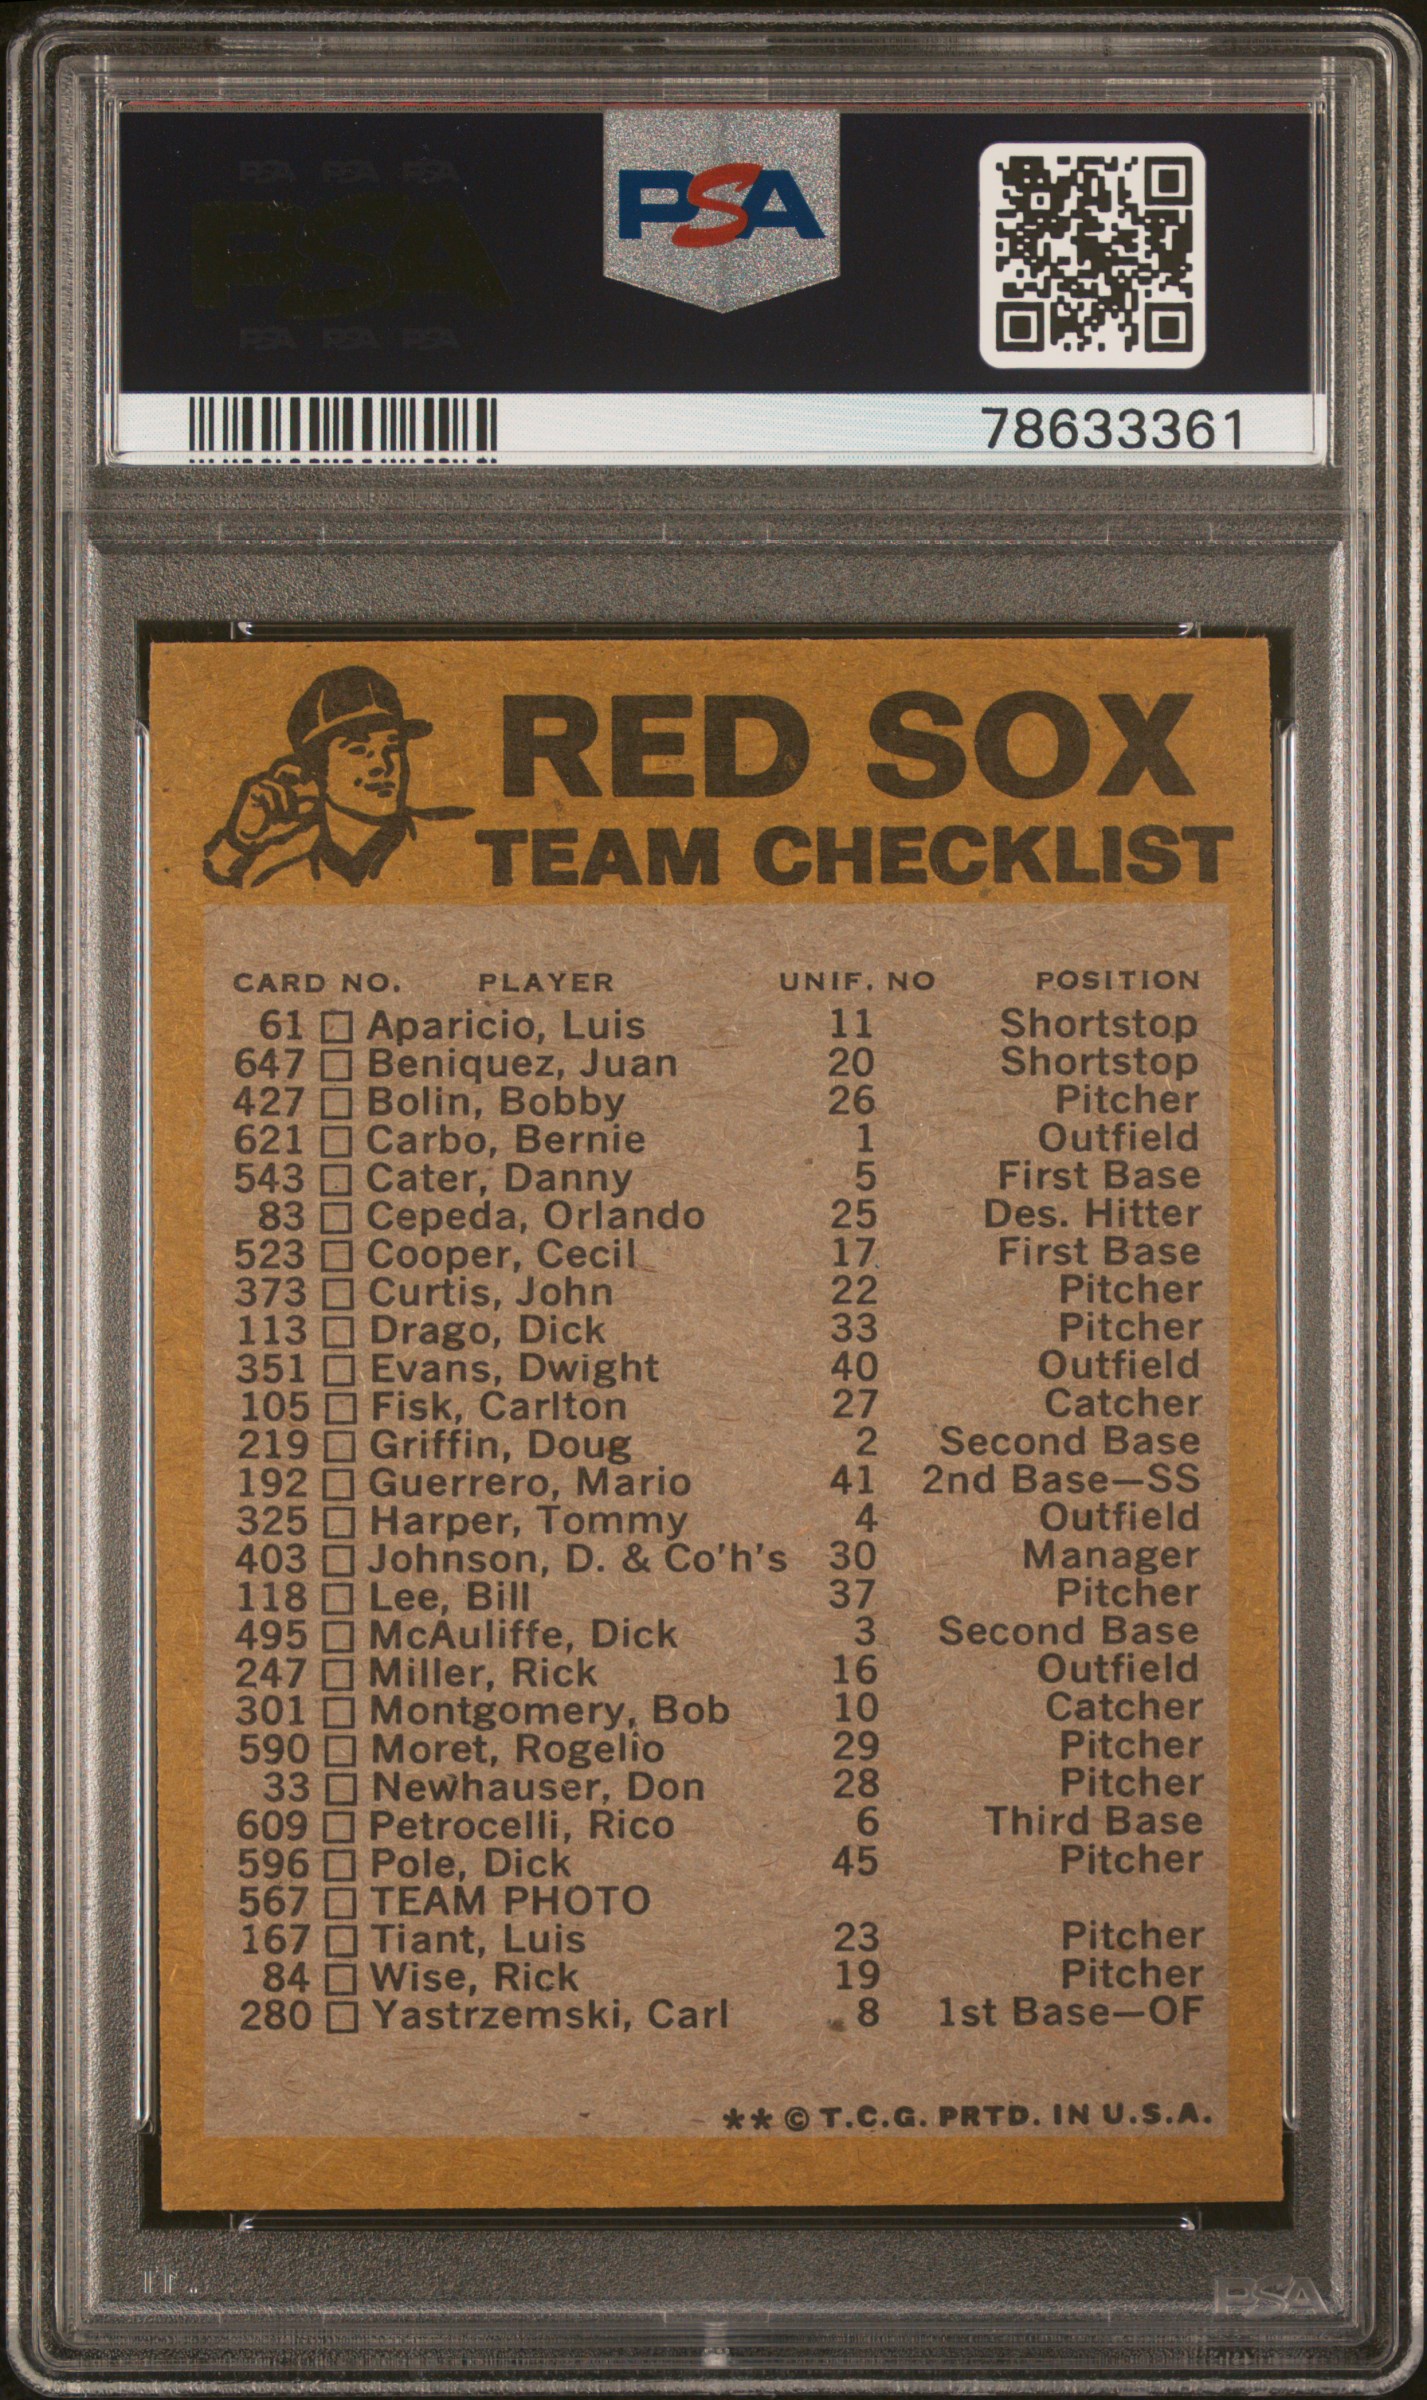 PSA PSA PSA
PSA
PSA PSA PSA
PSA
78633361
RED SOX
TEAM CHECKLIST
CARD NO. PLAYER UNIF. NO POSITION
61 Aparicio, Luis 11 Shortstop
647 Beniquez, Juan 20 Shortstop
427 Bolin, Bobby 26 Pitcher
621 Carbo, Bernie 1 Outfield
543 Cater, Danny 5 First Base
83 Cepeda, Orlando 25 Des. Hitter
523 Cooper, Cecil 17 First Base
373 Curtis, John 22 Pitcher
113 Drago, Dick 33 Pitcher
351 Evans, Dwight 40 Outfield
105 Fisk, Carlton 27 Catcher
219 Griffin, Doug 2 Second Base
192 Guerrero, Mario 41 2nd Base—SS
325 Harper, Tommy 4 Outfield
403 Johnson, D. & Co'h's 30 Manager
118 Lee, Bill 37 Pitcher
495 McAuliffe, Dick 3 Second Base
247 Miller, Rick 16 Outfield
301 Montgomery, Bob 10 Catcher
590 Moret, Rogelio 29 Pitcher
33 Newhauser, Don 28 Pitcher
609 Petrocelli, Rico 6 Third Base
596 Pole, Dick 45 Pitcher
567 TEAM PHOTO
167 Tiant, Luis 23 Pitcher
84 Wise, Rick 19 Pitcher
280 Yastrzemski, Carl 8 1st Base—OF
** © T.C.G. PRTD. IN U.S.A.
PSA